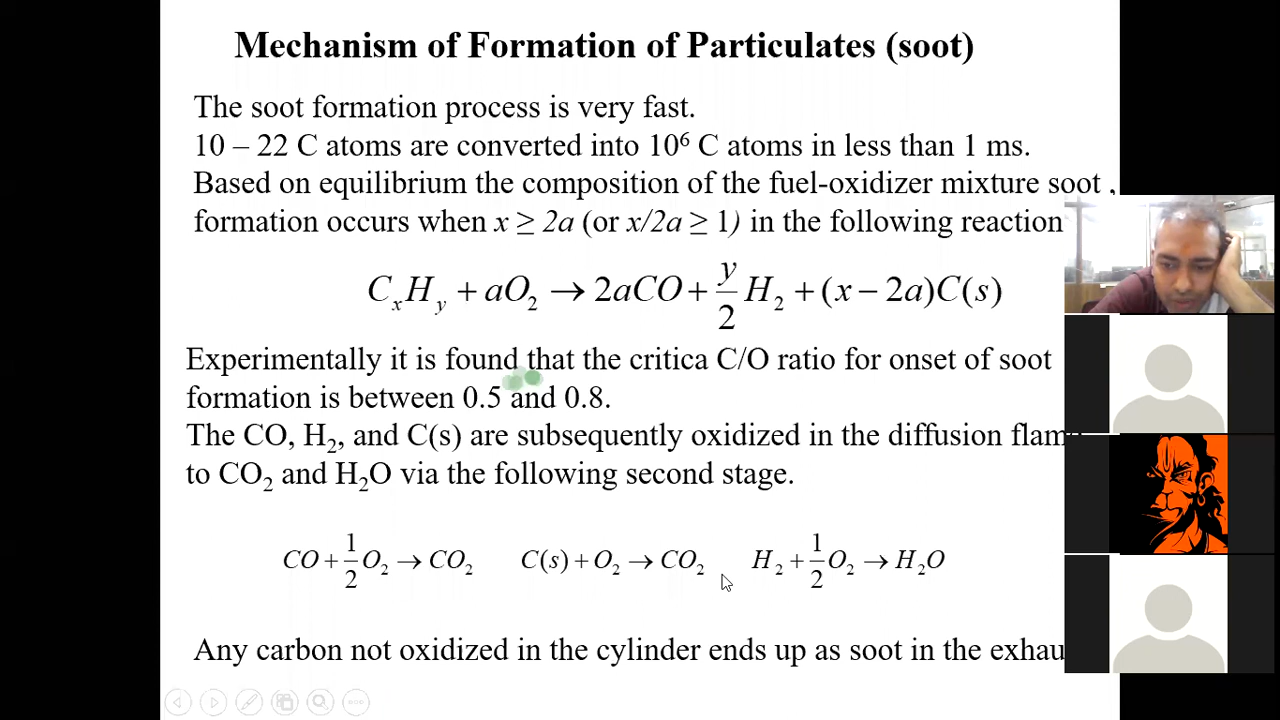 Mechanism of Formation of Particulates (soot)
The soot formation process is very fast.
10 – 22 C atoms are converted into 10⁶ C atoms in less than 1 ms.
Based on equilibrium the composition of the fuel-oxidizer mixture soot
formation occurs when x ≥ 2a (or x/2a ≥ 1) in the following reaction
CₓHᵧ + aO₂ → 2aCO + y/2 H₂ + (x − 2a)C(s)
Experimentally it is found that the critica C/O ratio for onset of soot
formation is between 0.5 and 0.8.
The CO, H₂, and C(s) are subsequently oxidized in the diffusion flam
to CO₂ and H₂O via the following second stage.
CO + 1/2 O₂ → CO₂ C(s) + O₂ → CO₂ H₂ + 1/2 O₂ → H₂O
Any carbon not oxidized in the cylinder ends up as soot in the exhau